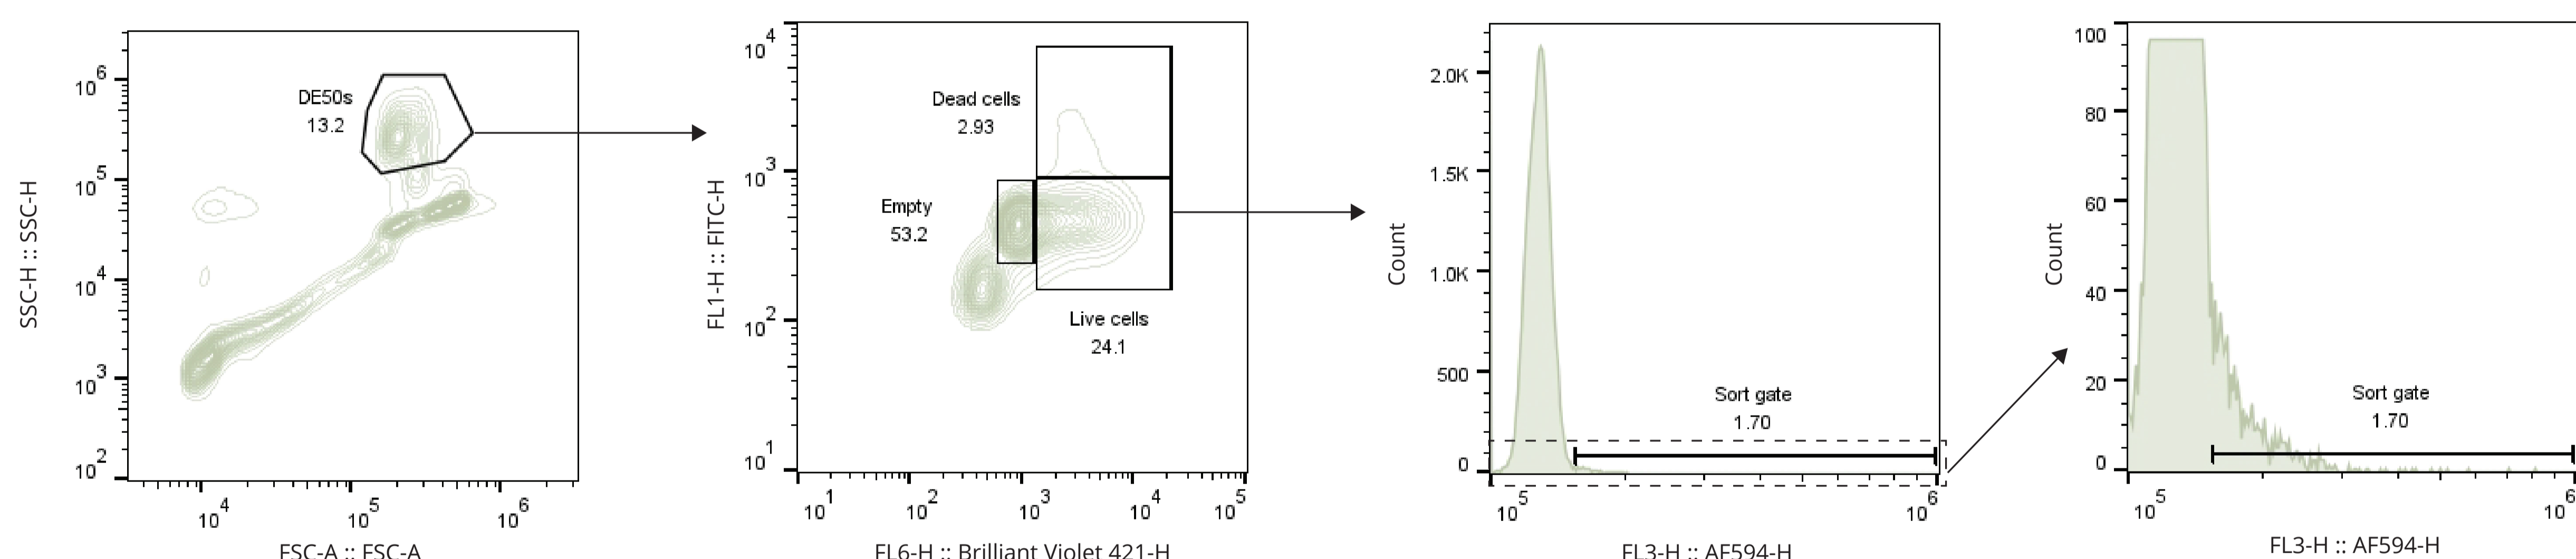 SSC-H :: SSC-H
10^6
10^5
10^4
10^3
10^2
DE50s
13.2
10^4
10^5
10^6
FSC-A :: FSC-A
FL1-H :: FITC-H
10^4
10^3
10^2
10^1
Dead cells
2.93
Empty
53.2
Live cells
24.1
10^1
10^2
10^3
10^4
10^5
FL6-H :: Brilliant Violet 421-H
Count
2.0K
1.5K
1.0K
500
0
Sort gate
1.70
10^5
10^6
FL3-H :: AF594-H
Count
100
80
60
40
20
0
Sort gate
1.70
10^5
10^6
FL3-H :: AF594-H